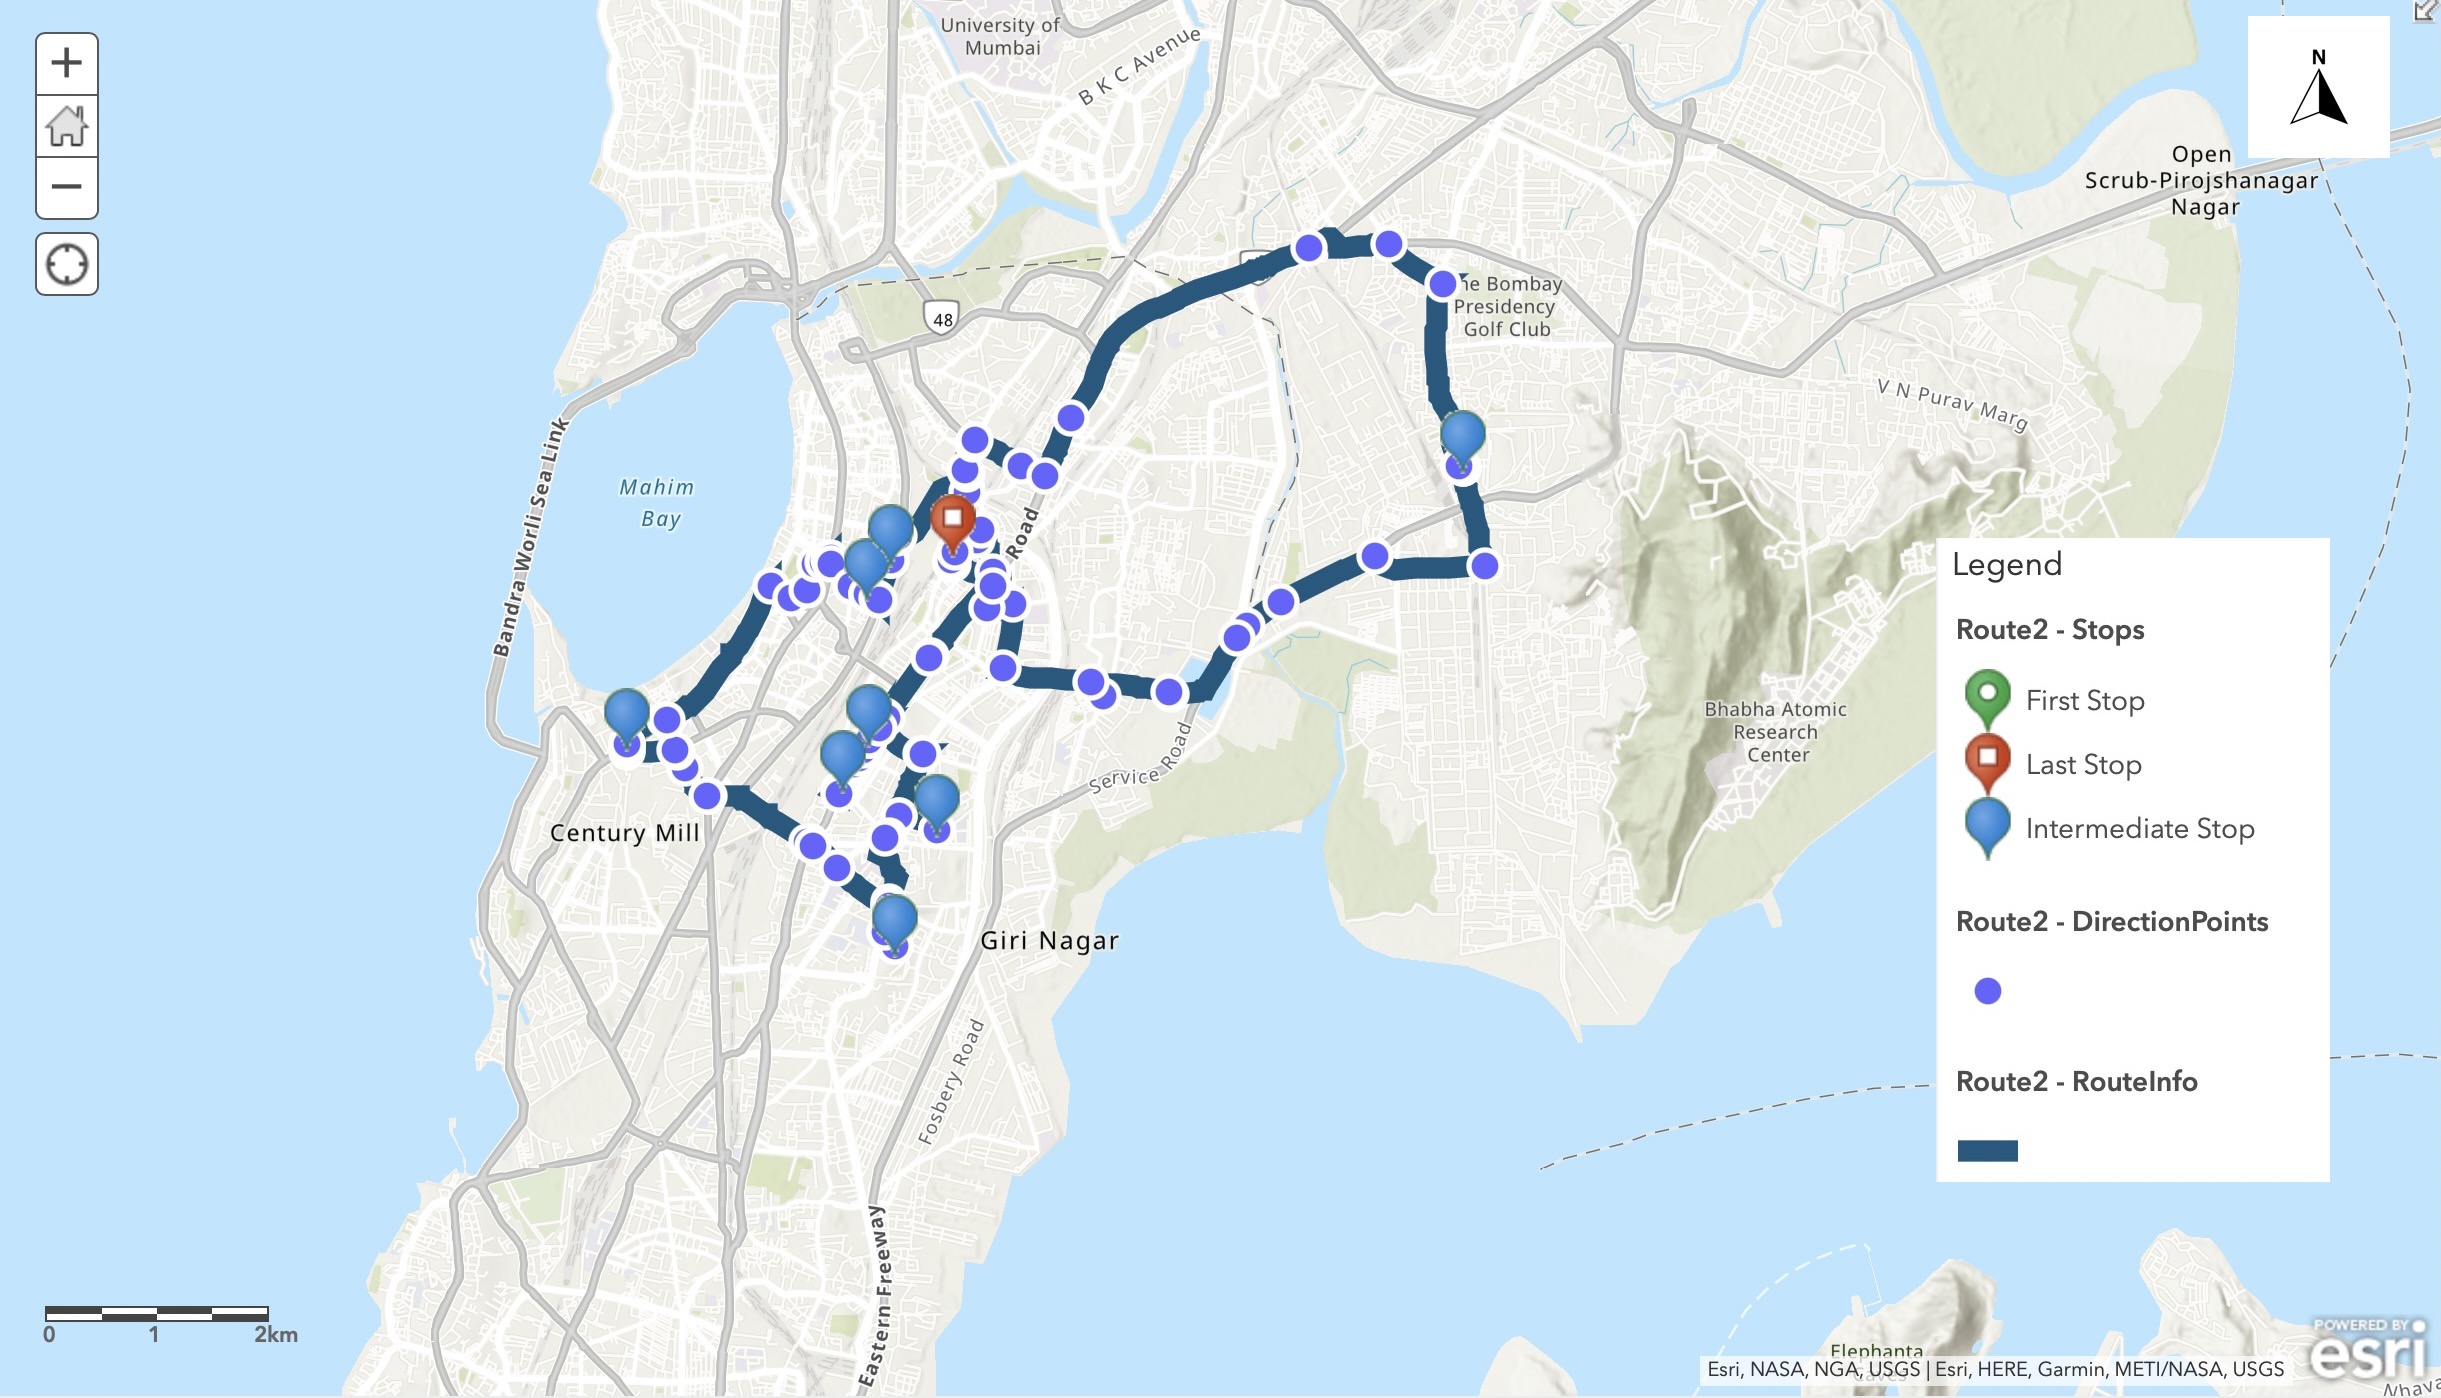 University of
Mumbai
B K C Avenue
N
Open
Scrub-Pirojshanagar
Nagar
48
he Bombay
Presidency
Golf Club
V N Purav Marg
Bandra Worli Sea Link
Mahim
Bay
Road
Legend
Route2 - Stops
First Stop
Last Stop
Intermediate Stop
Route2 - DirectionPoints
Route2 - RouteInfo
Bhabha Atomic
Research
Center
Service Road
Century Mill
Giri Nagar
Fosbery Road
Eastern Freeway
0 1 2km
Elephanta
POWERED BY
esri
Esri, NASA, NGA, USGS | Esri, HERE, Garmin, METI/NASA, USGS